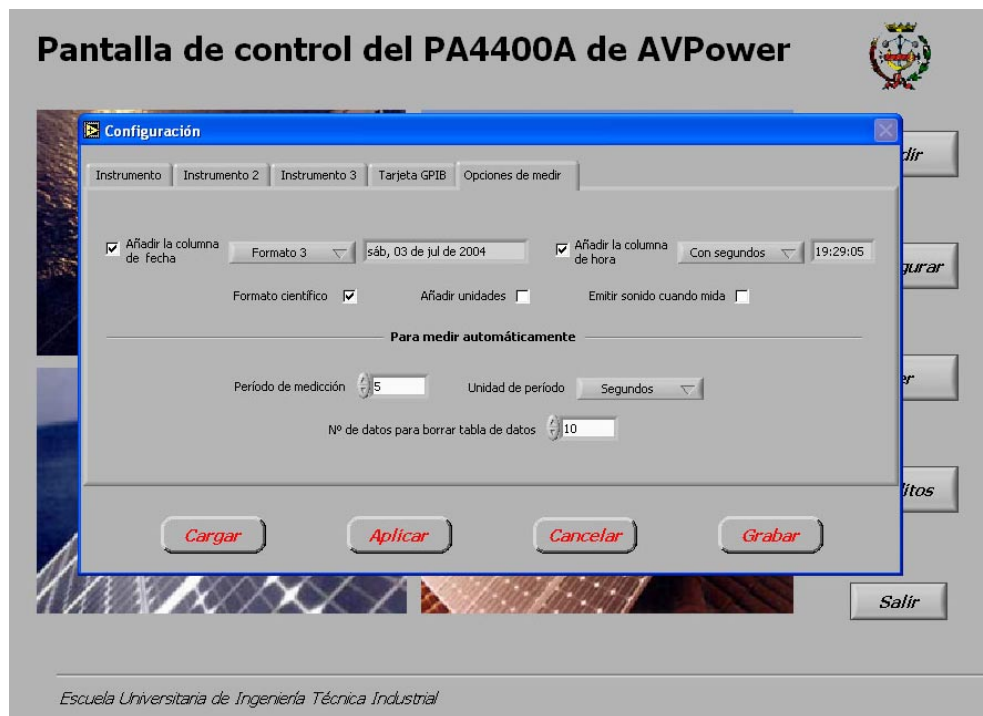 Pantalla de control del PA4400A de AVPower
Configuración
Instrumento Instrumento 2 Instrumento 3 Tarjeta GPIB Opciones de medir
Añadir la columna
de fecha
Formato 3
sáb, 03 de jul de 2004
Añadir la columna
de hora
Con segundos
19:29:05
Formato científico Añadir unidades Emitir sonido cuando mida
Para medir automáticamente
Período de medicción 5 Unidad de período Segundos
Nº de datos para borrar tabla de datos 10
Cargar Aplicar Cancelar Grabar
Salir
Escuela Universitaria de Ingeniería Técnica Industrial